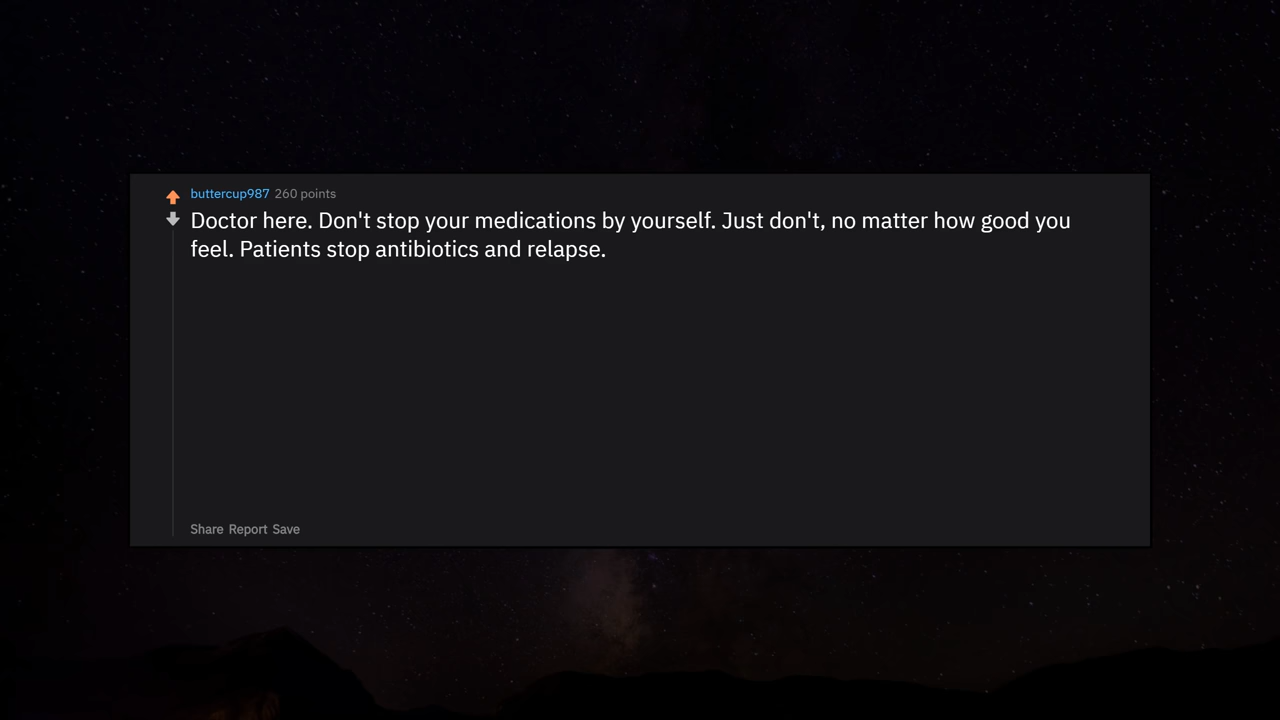 buttercup987 260 points
Doctor here. Don't stop your medications by yourself. Just don't, no matter how good you
feel. Patients stop antibiotics and relapse.
Share Report Save